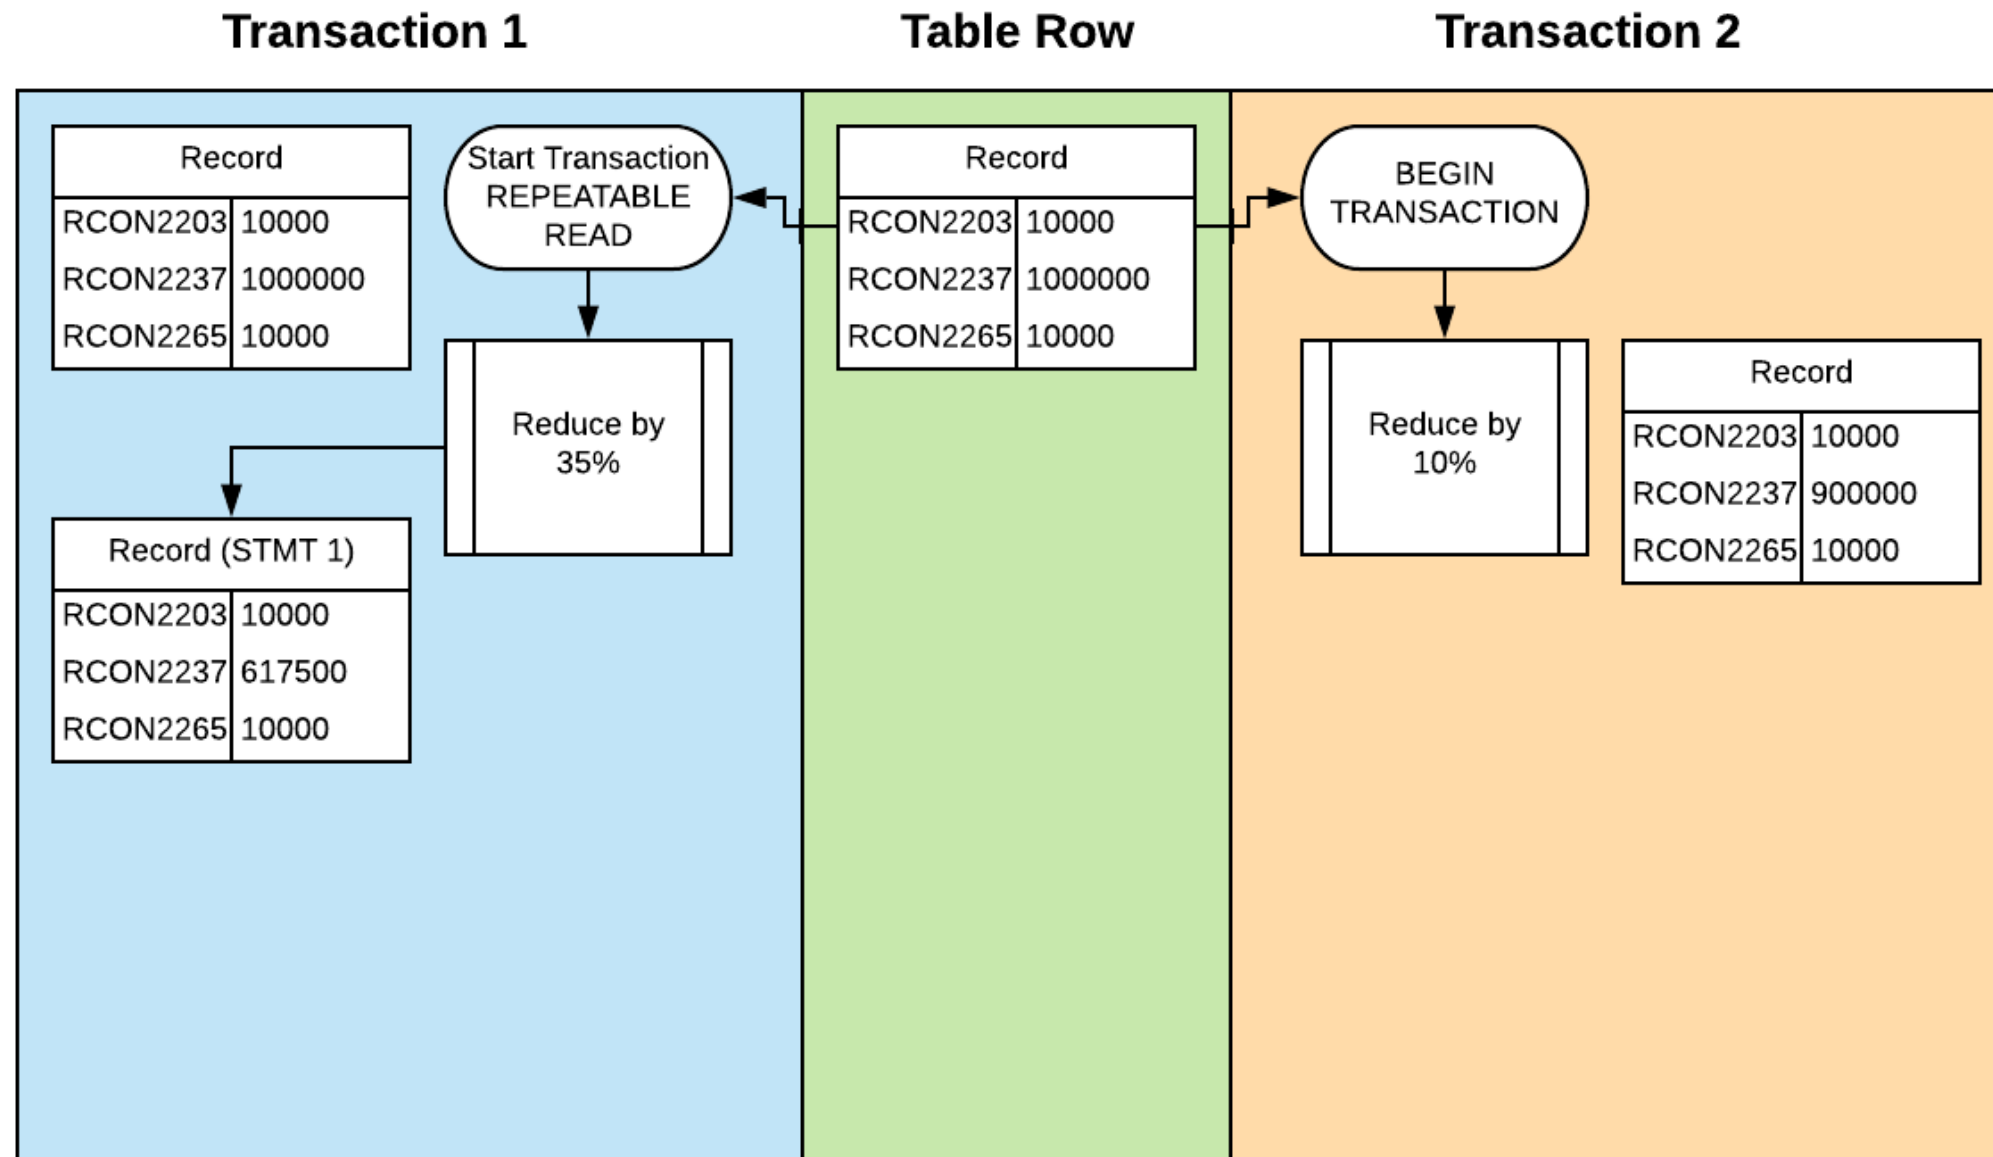 Transaction 1
Table Row
Transaction 2
Record
RCON2203 10000
RCON2237 1000000
RCON2265 10000
Start Transaction
REPEATABLE
READ
Record
RCON2203 10000
RCON2237 1000000
RCON2265 10000
BEGIN
TRANSACTION
Reduce by
35%
Reduce by
10%
Record
RCON2203 10000
RCON2237 900000
RCON2265 10000
Record (STMT 1)
RCON2203 10000
RCON2237 617500
RCON2265 10000